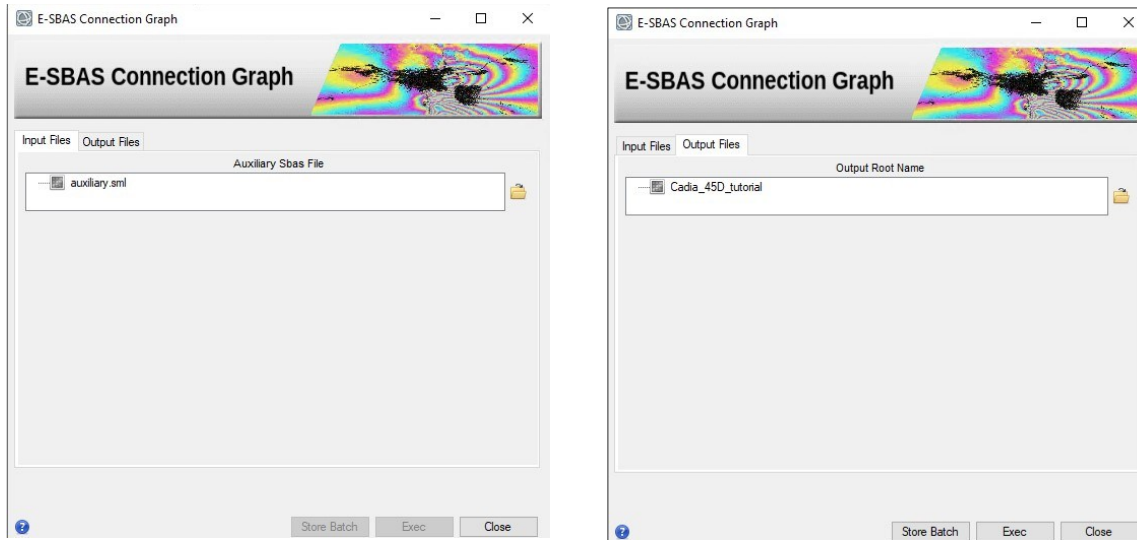 E-SBAS Connection Graph
E-SBAS Connection Graph
Input Files Output Files
Auxiliary Sbas File
auxiliary.sml
Store Batch Exec Close
E-SBAS Connection Graph
E-SBAS Connection Graph
Input Files Output Files
Output Root Name
Cadia_45D_tutorial
Store Batch Exec Close